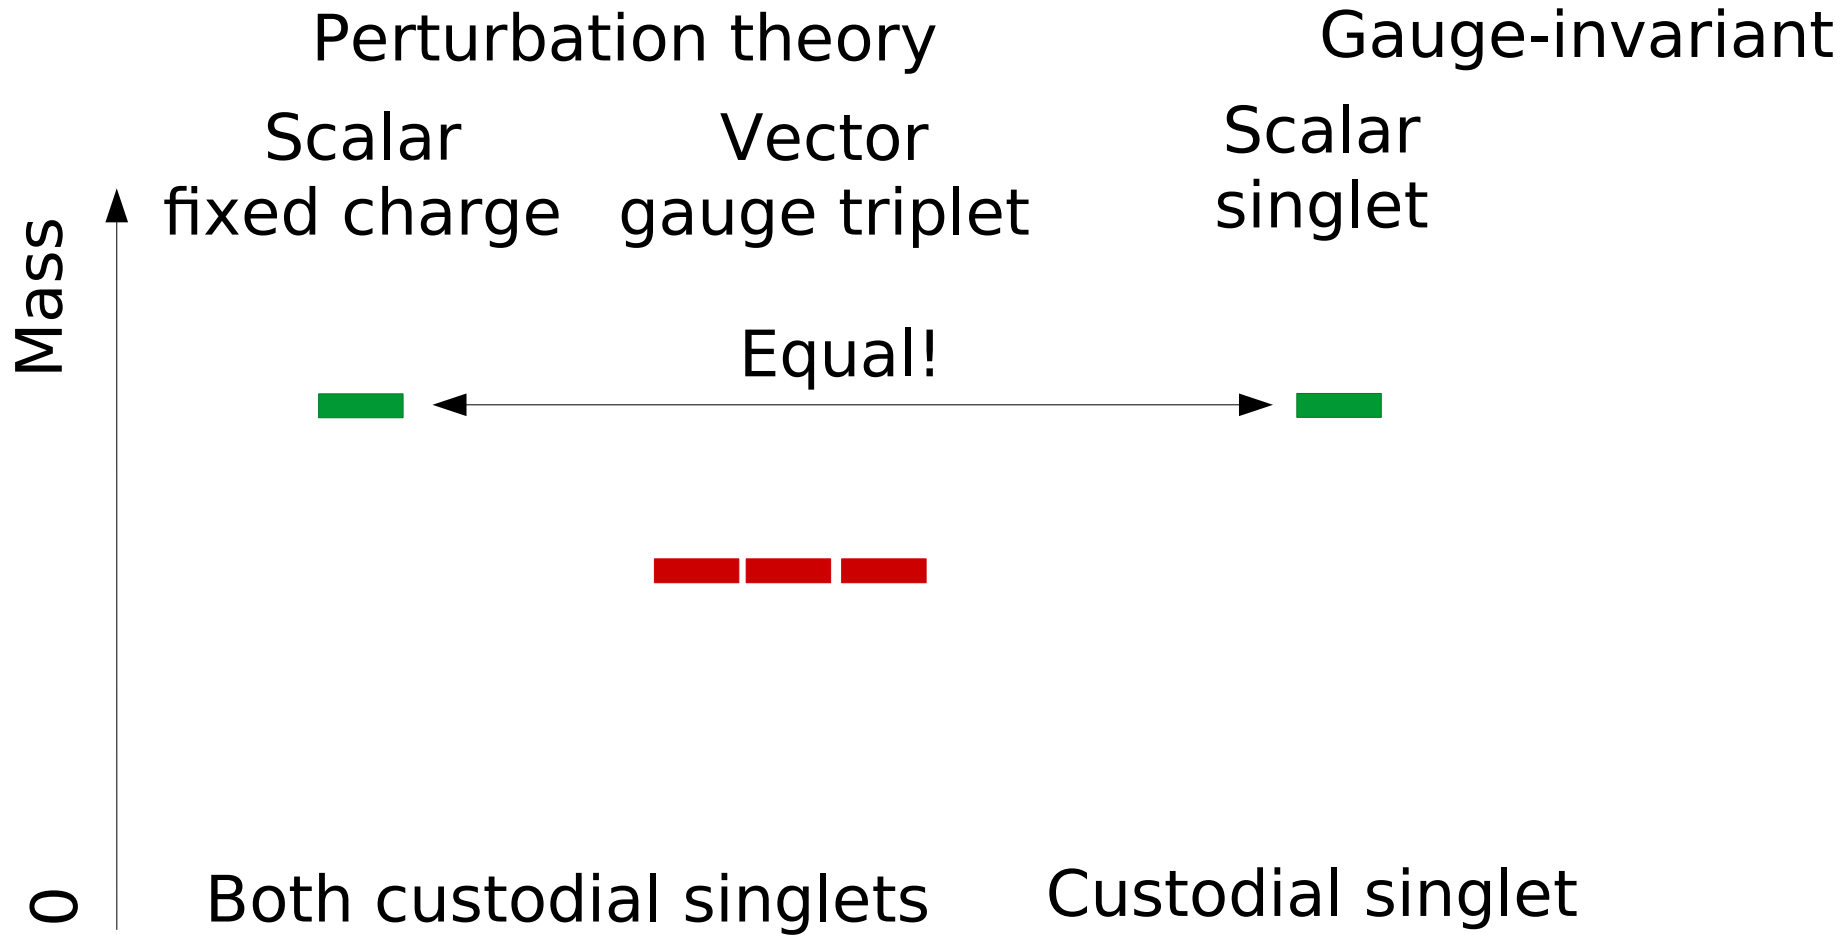 Perturbation theory
Gauge-invariant
Scalar
fixed charge
Vector
gauge triplet
Scalar
singlet
Mass
Equal!
0
Both custodial singlets
Custodial singlet